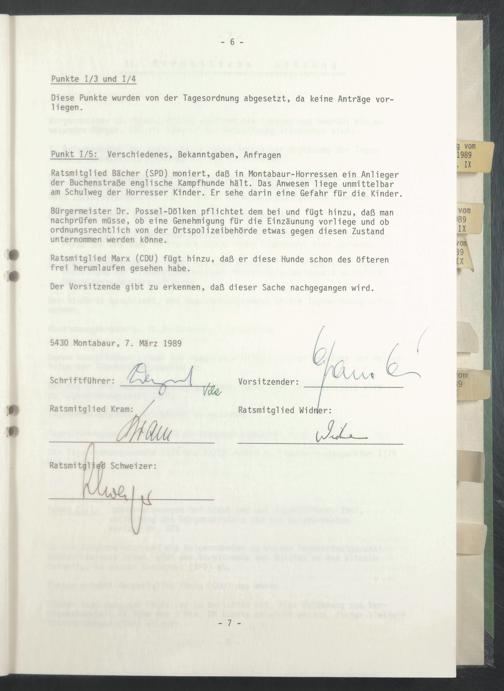 - 6 -
Punkte I/3 und I/4
Diese Punkte wurden von der Tagesordnung abgesetzt, da keine Anträge vor-
liegen.
Punkt I/5: Verschiedenes, Bekanntgaben, Anfragen
Ratsmitglied Bächer (SPD) moniert, daß in Montabaur-Horressen ein Anlieger
der Buchenstraße englische Kampfhunde hält. Das Anwesen liege unmittelbar
am Schulweg der Horresser Kinder. Er sehe darin eine Gefahr für die Kinder.
Bürgermeister Dr. Possel-Dölken pflichtet dem bei und fügt hinzu, daß man
nachprüfen müsse, ob eine Genehmigung für die Einzäunung vorliege und ob
ordnungsrechtlich von der Ortspolizeibehörde etwas gegen diesen Zustand
unternommen werden könne.
Ratsmitglied Marx (CDU) fügt hinzu, daß er diese Hunde schon des öfteren
frei herumlaufen gesehen habe.
Der Vorsitzende gibt zu erkennen, daß dieser Sache nachgegangen wird.
5430 Montabaur, 7. März 1989
Schriftführer:
Vorsitzender:
Ratsmitglied Kram:
Ratsmitglied Widner:
Kram
Ratsmitglied Schweizer:
- 7 -
vom
1989
IX